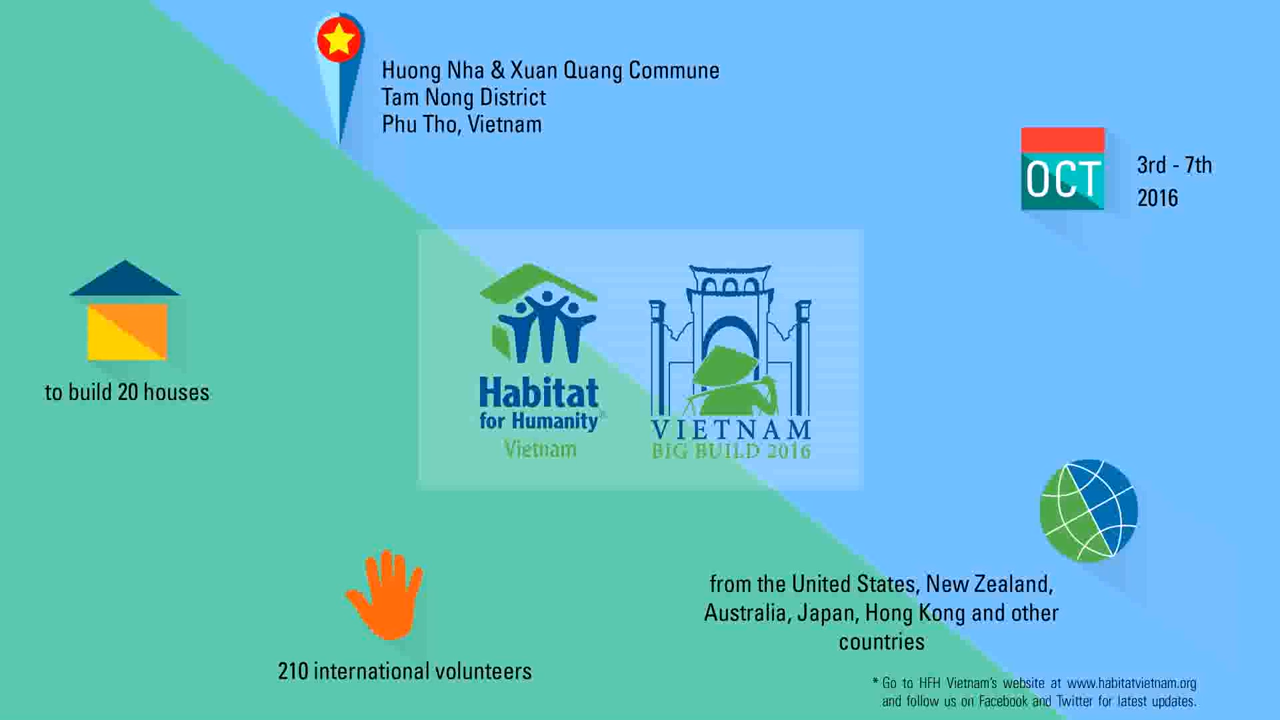 Huong Nha & Xuan Quang Commune
Tam Nong District
Phu Tho, Vietnam
OCT
3rd - 7th
2016
to build 20 houses
Habitat
for Humanity®
Vietnam
VIETNAM
BIG BUILD 2016
210 international volunteers
from the United States, New Zealand,
Australia, Japan, Hong Kong and other
countries
* Go to HFH Vietnam's website at www.habitatvietnam.org
and follow us on Facebook and Twitter for latest updates.